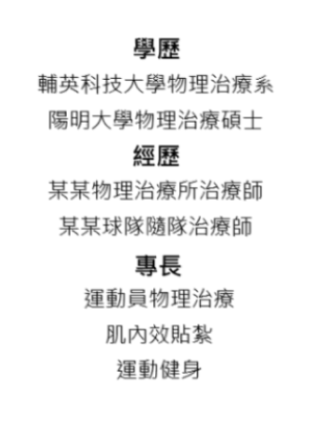 學歷
輔英科技大學物理治療系
陽明大學物理治療碩士
經歷
某某物理治療所治療師
某某球隊隨隊治療師
專長
運動員物理治療
肌內效貼紮
運動健身